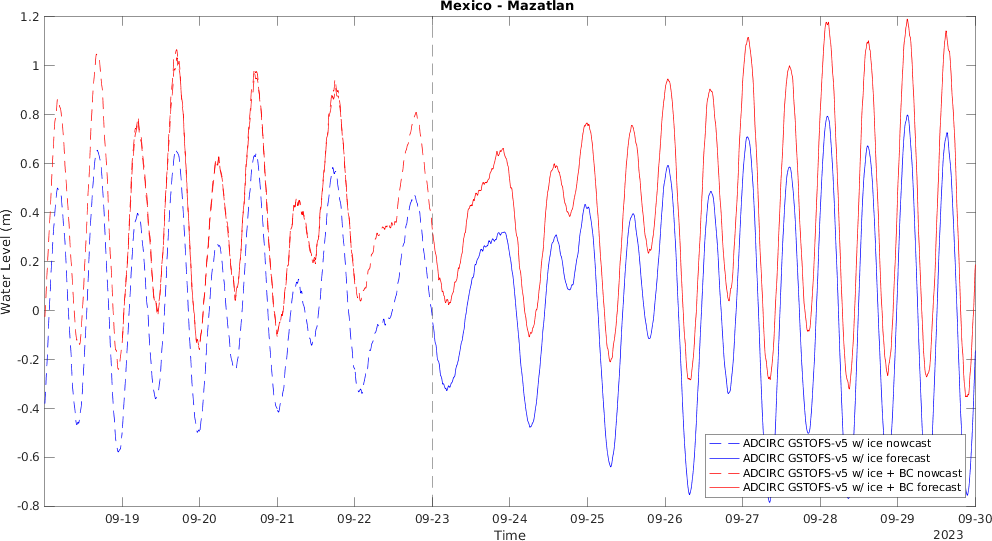 Mexico - Mazatlan
1.2
1
0.8
0.6
0.4
0.2
0
-0.2
-0.4
-0.6
-0.8
Water Level (m)
ADCIRC GSTOFS-v5 w/ ice nowcast
ADCIRC GSTOFS-v5 w/ ice forecast
ADCIRC GSTOFS-v5 w/ ice + BC nowcast
ADCIRC GSTOFS-v5 w/ ice + BC forecast
09-19 09-20 09-21 09-22 09-23 09-24 09-25 09-26 09-27 09-28 09-29 09-30
Time
2023